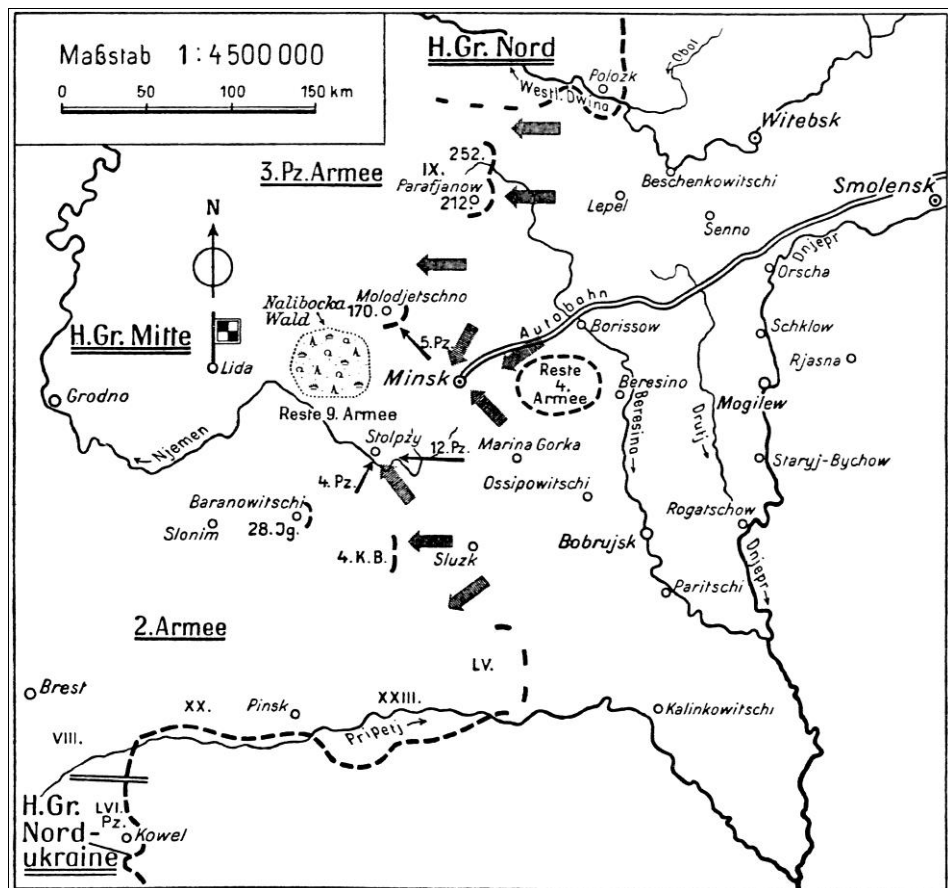 Maßstab 1:4500000
0 50 100 150 km
H.Gr. Nord
Obol
Polozk
Westl. Dwina
Witebsk
252.
IX.
3.Pz.Armee
Parafjanow
212.
Beschenkowitschi
Lepel
Smolensk
Senno
N
Dnjepr
Orscha
Molodjetschno
170.
Nalibocka
Wald
Autobahn
Borissow
Schklow
5.Pz.
H.Gr. Mitte
Rjasna
Lida
Minsk
Reste
4.
Armee
Beresino
Mogilew
Grodno
Reste 9. Armee
Beresina
Drutj
Njemen
Stolpzy
12.Pz.
Marina Gorka
Staryj-Bychow
4.Pz.
Ossipowitschi
Baranowitschi
Slonim
28.Jg.
Rogatschow
4.K.B.
Sluzk
Bobrujsk
Dnjepr
Paritschi
2.Armee
LV.
Brest
XX.
Pinsk
XXIII.
Kalinkowitschi
Pripetj
VIII.
H.Gr.
Nord-
ukraine
LVI.
Pz.
Kowel